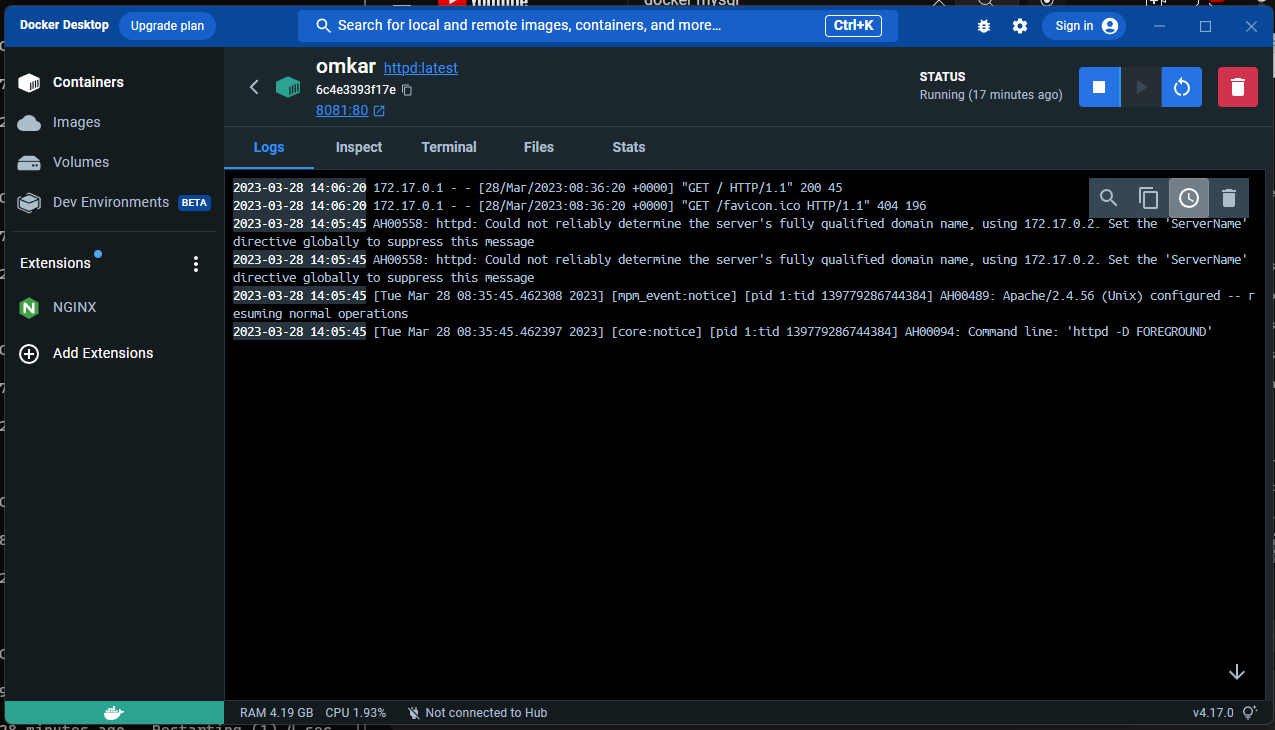 docker mysql
Docker Desktop
Upgrade plan
Search for local and remote images, containers, and more...
Ctrl+K
Sign in
Containers
Images
Volumes
Dev Environments BETA
Extensions
NGINX
Add Extensions
omkar httpd:latest
6c4e3393f17e
8081:80
STATUS
Running (17 minutes ago)
Logs Inspect Terminal Files Stats
2023-03-28 14:06:20 172.17.0.1 - - [28/Mar/2023:08:36:20 +0000] "GET / HTTP/1.1" 200 45
2023-03-28 14:06:20 172.17.0.1 - - [28/Mar/2023:08:36:20 +0000] "GET /favicon.ico HTTP/1.1" 404 196
2023-03-28 14:05:45 AH00558: httpd: Could not reliably determine the server's fully qualified domain name, using 172.17.0.2. Set the 'ServerName'
directive globally to suppress this message
2023-03-28 14:05:45 AH00558: httpd: Could not reliably determine the server's fully qualified domain name, using 172.17.0.2. Set the 'ServerName'
directive globally to suppress this message
2023-03-28 14:05:45 [Tue Mar 28 08:35:45.462308 2023] [mpm_event:notice] [pid 1:tid 139779286744384] AH00489: Apache/2.4.56 (Unix) configured -- r
esuming normal operations
2023-03-28 14:05:45 [Tue Mar 28 08:35:45.462397 2023] [core:notice] [pid 1:tid 139779286744384] AH00094: Command line: 'httpd -D FOREGROUND'
RAM 4.19 GB CPU 1.93% Not connected to Hub
v4.17.0